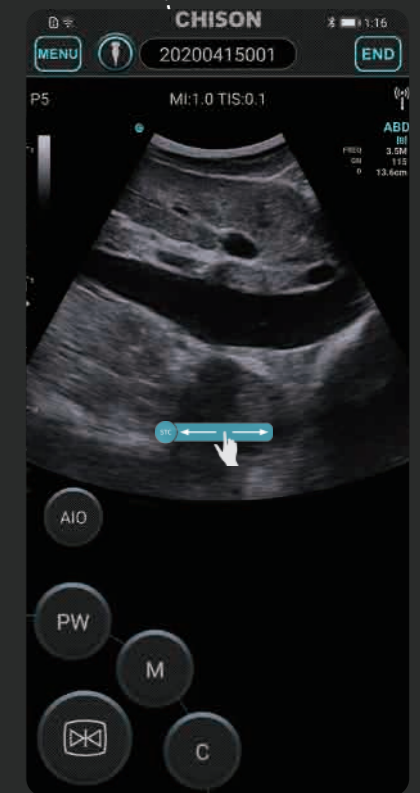 CHISON
1:16
MENU
20200415001
END
P5
MI:1.0 TIS:0.1
ABD
FREQ 3.5M
GN 115
D 13.6cm
STC
AIO
PW
M
C